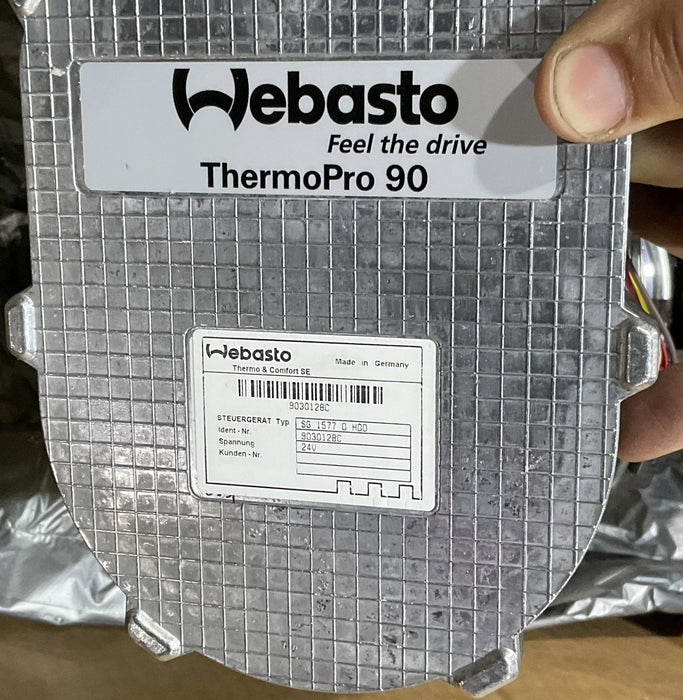 Webasto
Feel the drive
ThermoPro 90
Webasto
Made in Germany
Thermo & Comfort SE
9030128C
STEUERGERAT Typ SG 1577 D HDD
Ident - Nr. 9030128C
Spannung 24V
Kunden - Nr.